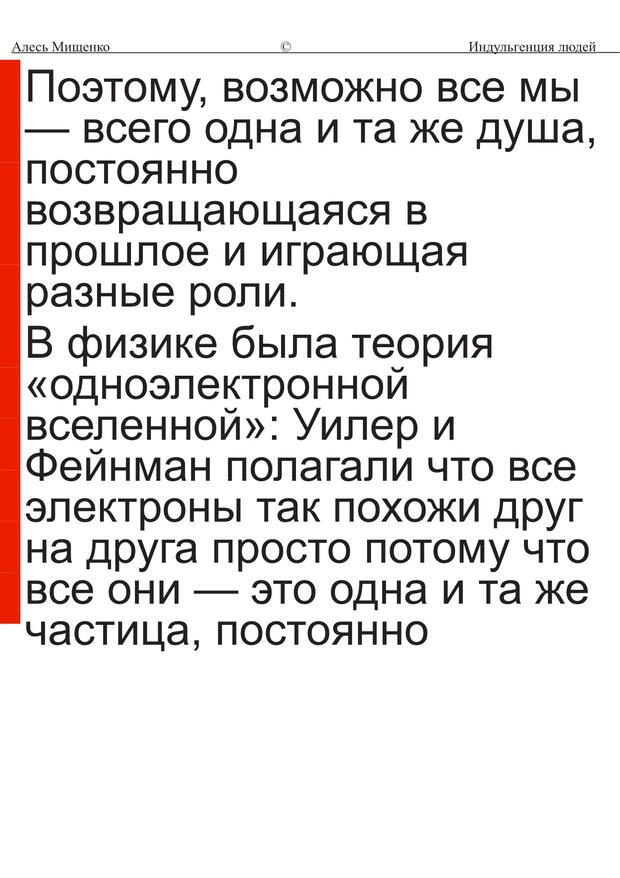 Алесь Мищенко © Индульгенция людей
Поэтому, возможно все мы
— всего одна и та же душа,
постоянно
возвращающаяся в
прошлое и играющая
разные роли.
В физике была теория
«одноэлектронной
вселенной»: Уилер и
Фейнман полагали что все
электроны так похожи друг
на друга просто потому что
все они — это одна и та же
частица, постоянно